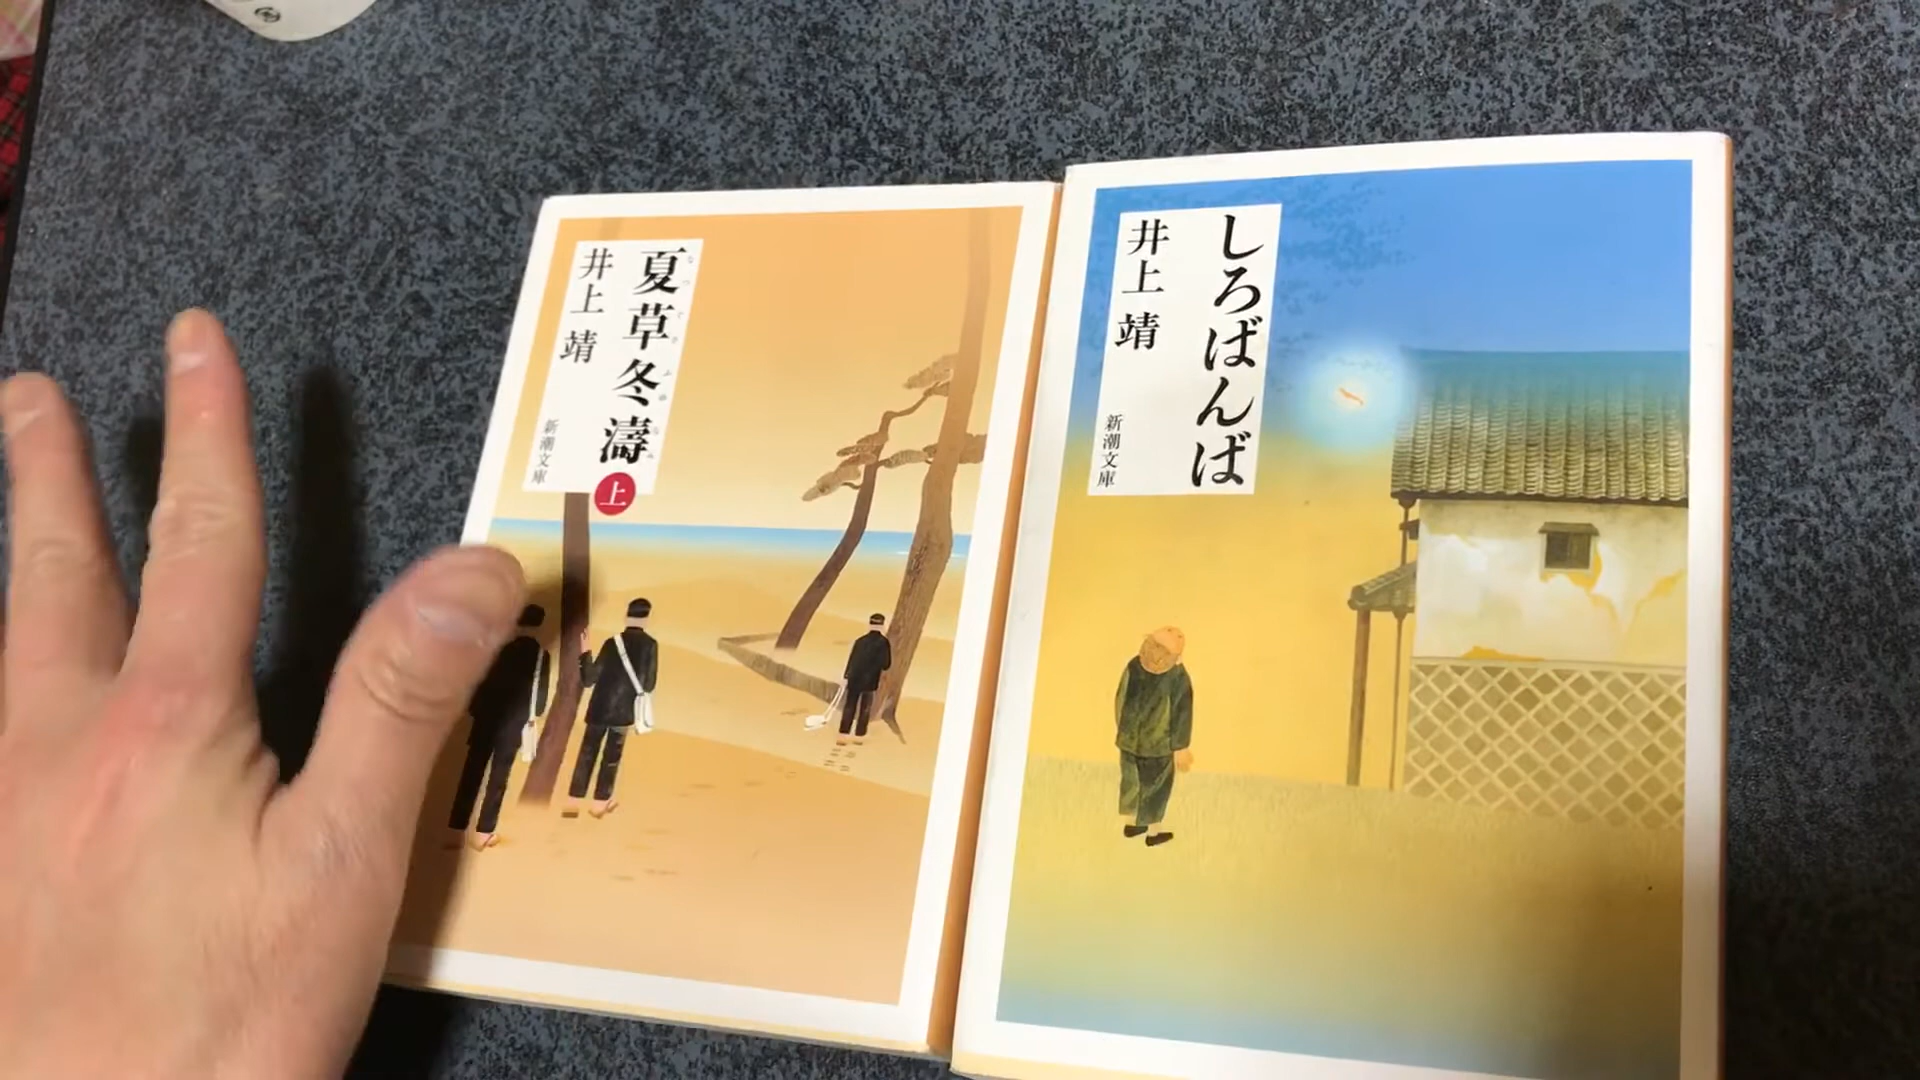 夏草冬濤
上
井上 靖
新潮文庫
しろばんば
井上 靖
新潮文庫